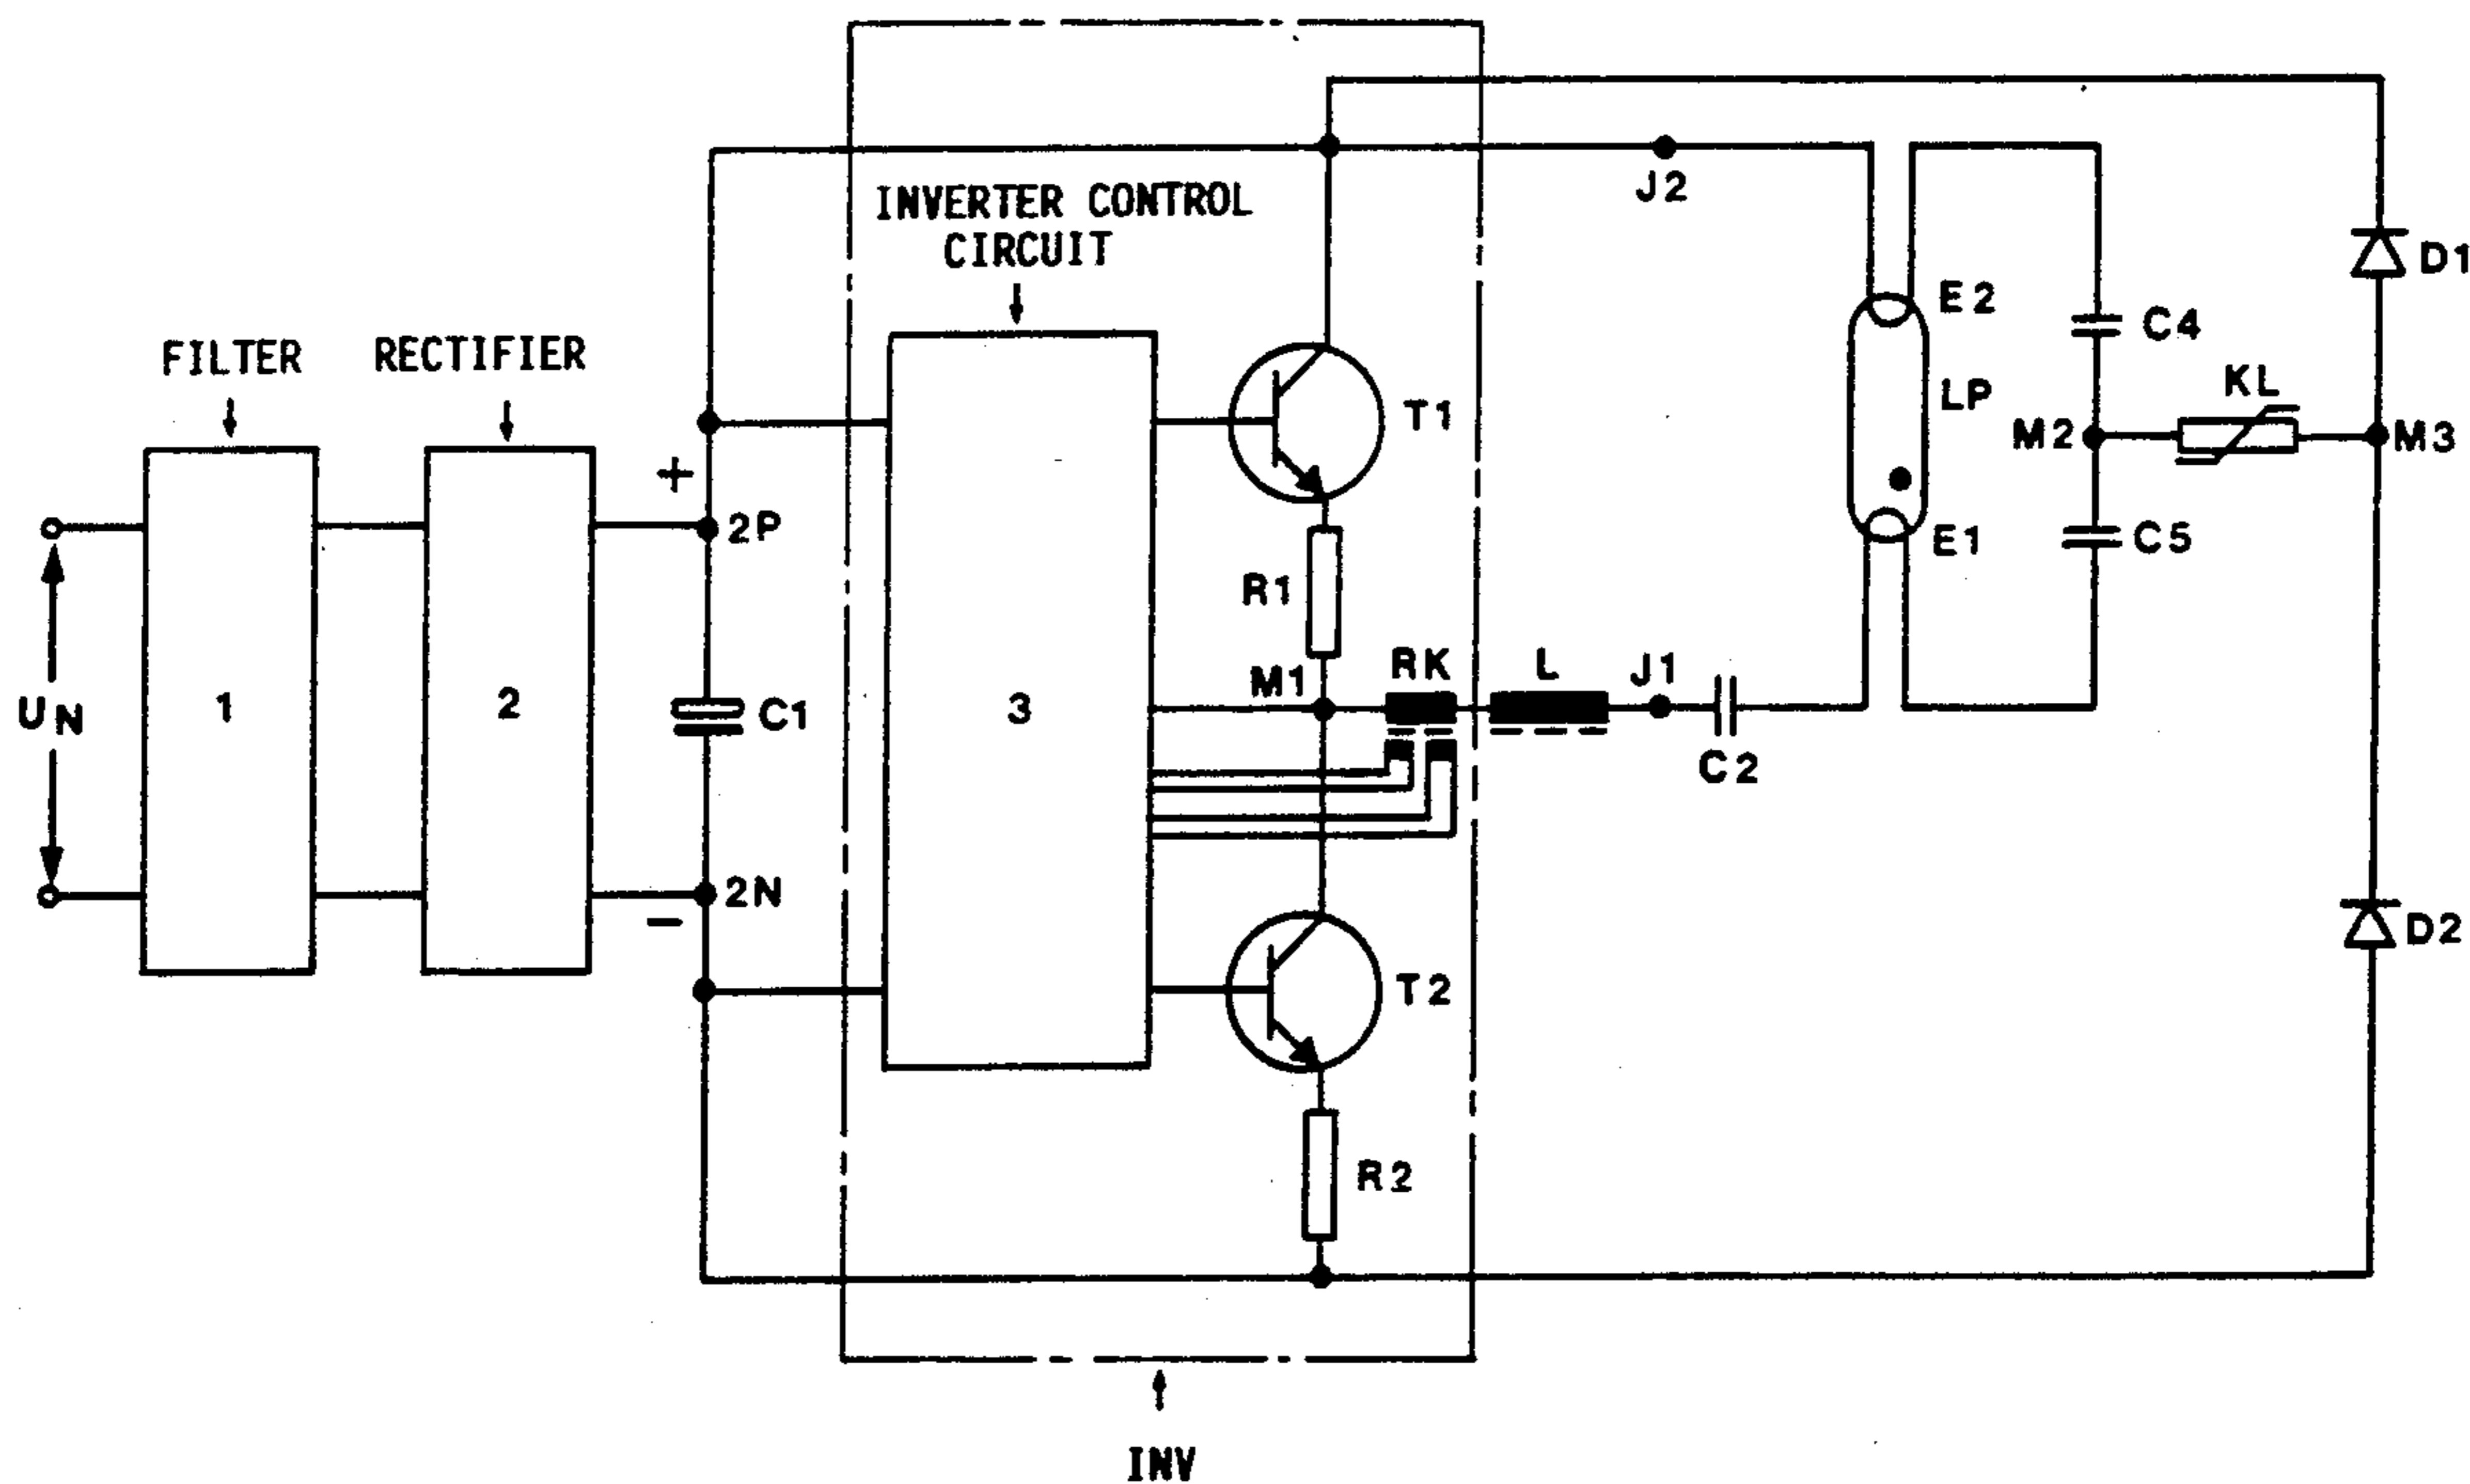 INVERTER CONTROL
CIRCUIT
J2
D1
E2
C4
FILTER
RECTIFIER
LP
KL
T1
M2
M3
+
2P
E1
C5
R1
UN
1
2
C1
3
M1
RK
L
J1
C2
2N
−
D2
T2
R2
INV